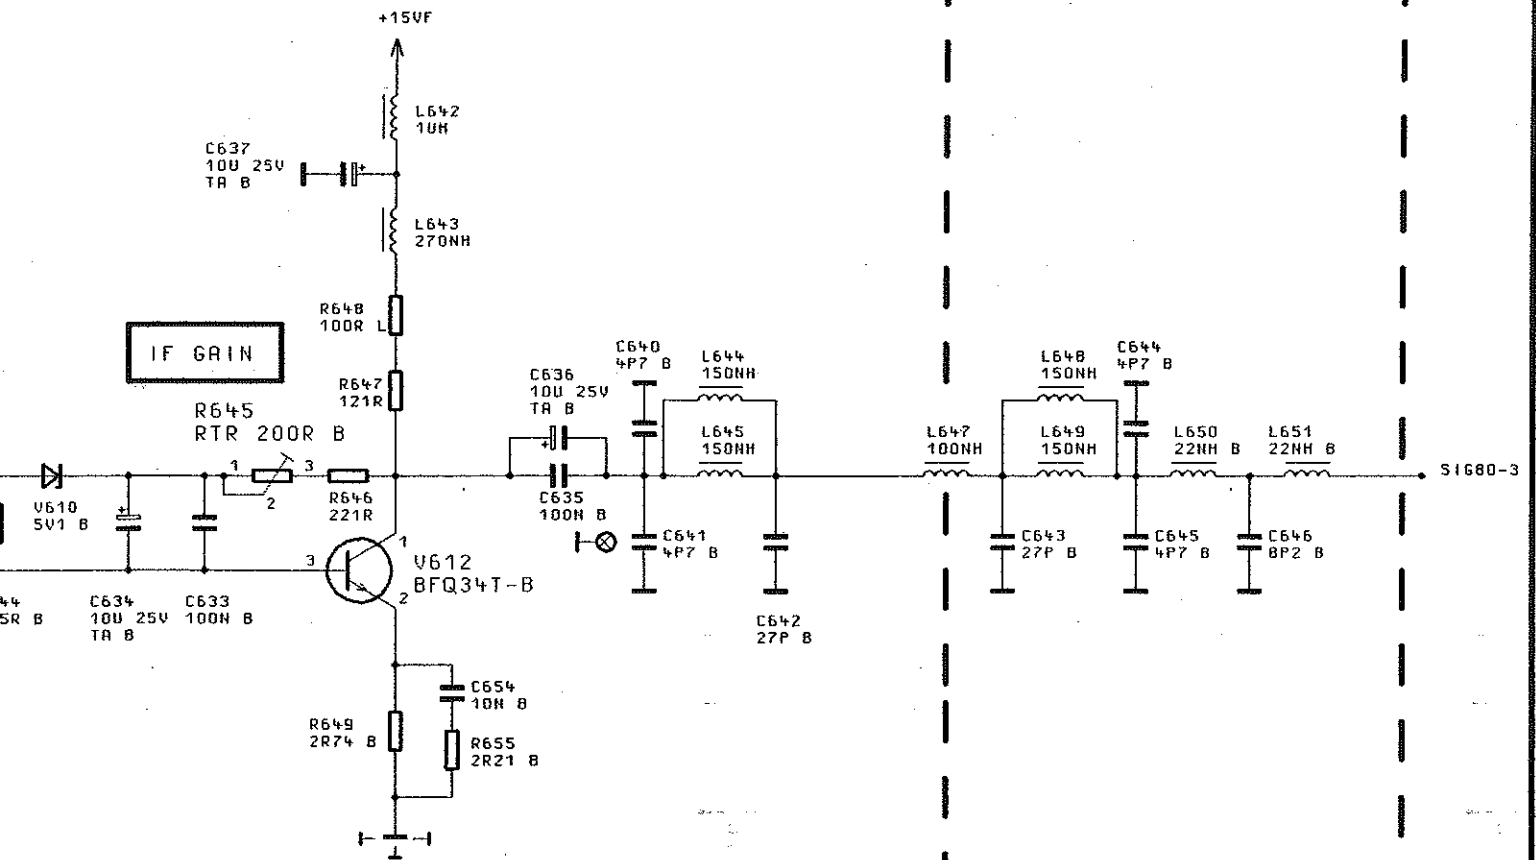 +15VF
L642
1UH
C637
10U 25V
TA B
L643
270NH
R648
100R L
IF GAIN
R647
121R
R645
RTR 200R B
1
3
2
R646
221R
C636
10U 25V
TA B
C635
100N B
C640
4P7 B
L644
150NH
L645
150NH
L647
100NH
L648
150NH
L649
150NH
C644
4P7 B
L650
22NH B
L651
22NH B
SIG80-3
V610
5V1 B
3
1
2
V612
BFQ34T-B
C641
4P7 B
C642
27P B
C643
27P B
C645
4P7 B
C646
8P2 B
44
5R B
C634
10U 25V
TA B
C633
100N B
C654
10N B
R649
2R74 B
R655
2R21 B